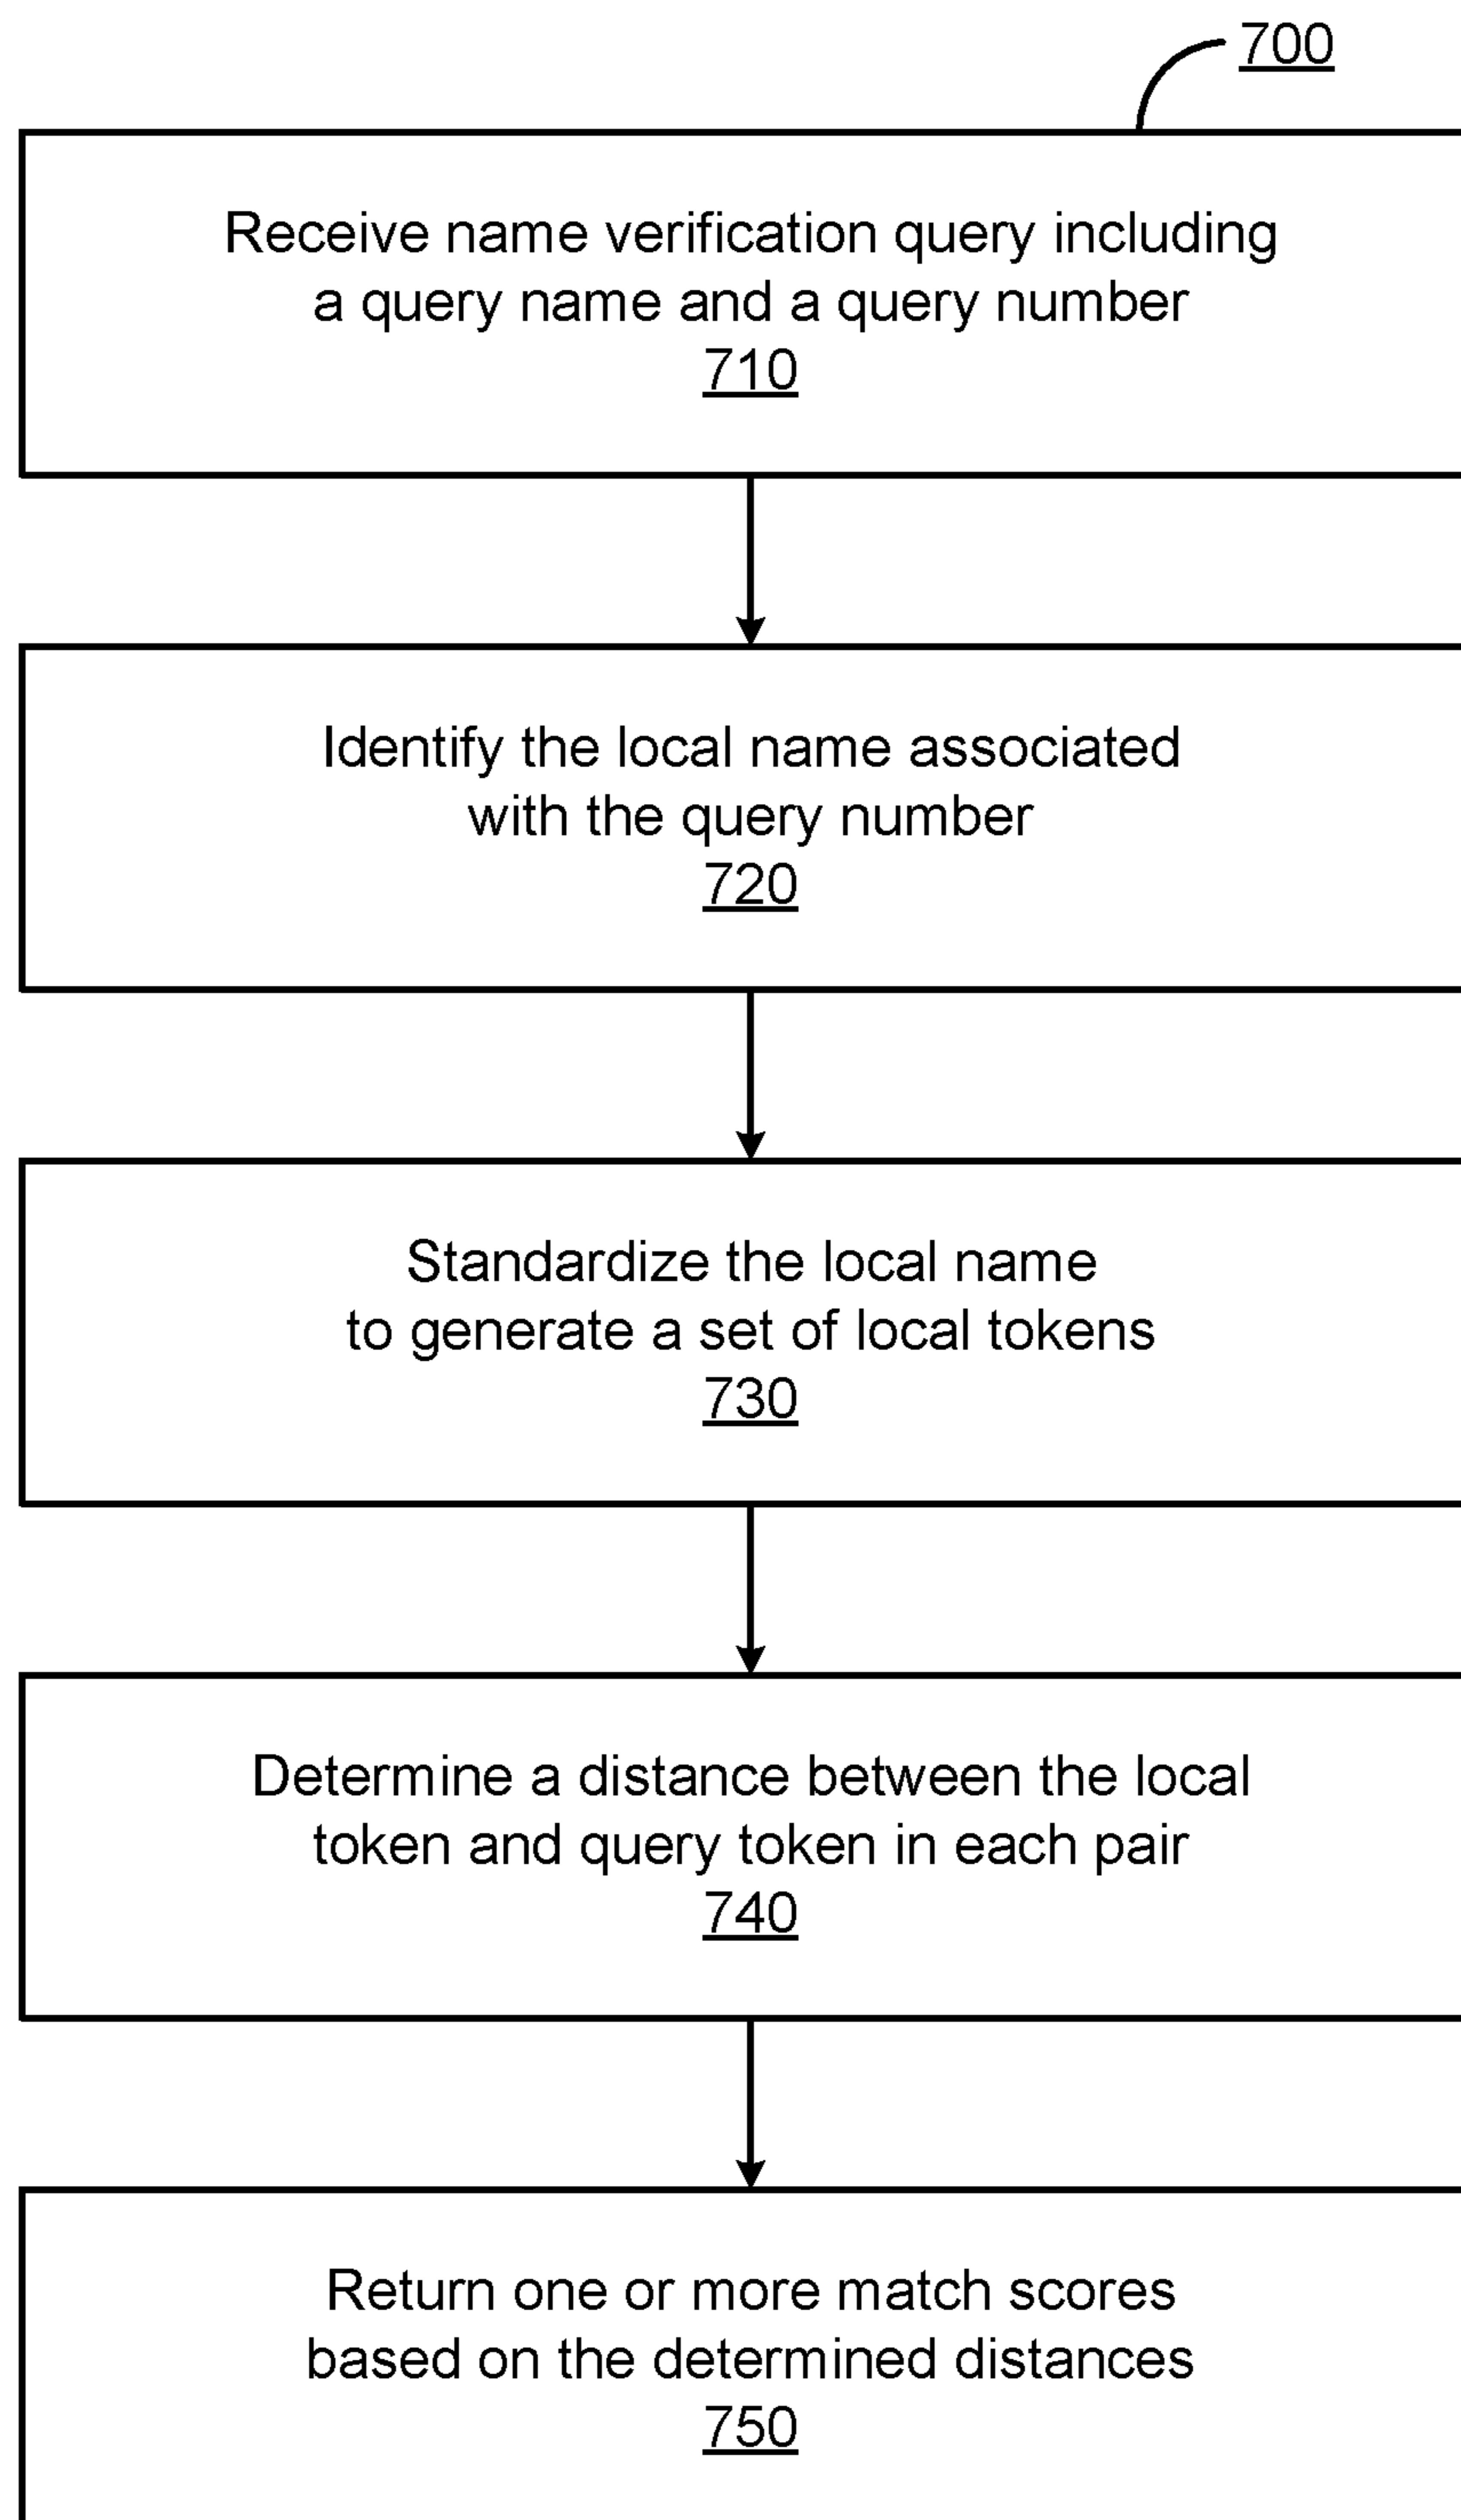 700
Receive name verification query including
a query name and a query number
710
Identify the local name associated
with the query number
720
Standardize the local name
to generate a set of local tokens
730
Determine a distance between the local
token and query token in each pair
740
Return one or more match scores
based on the determined distances
750